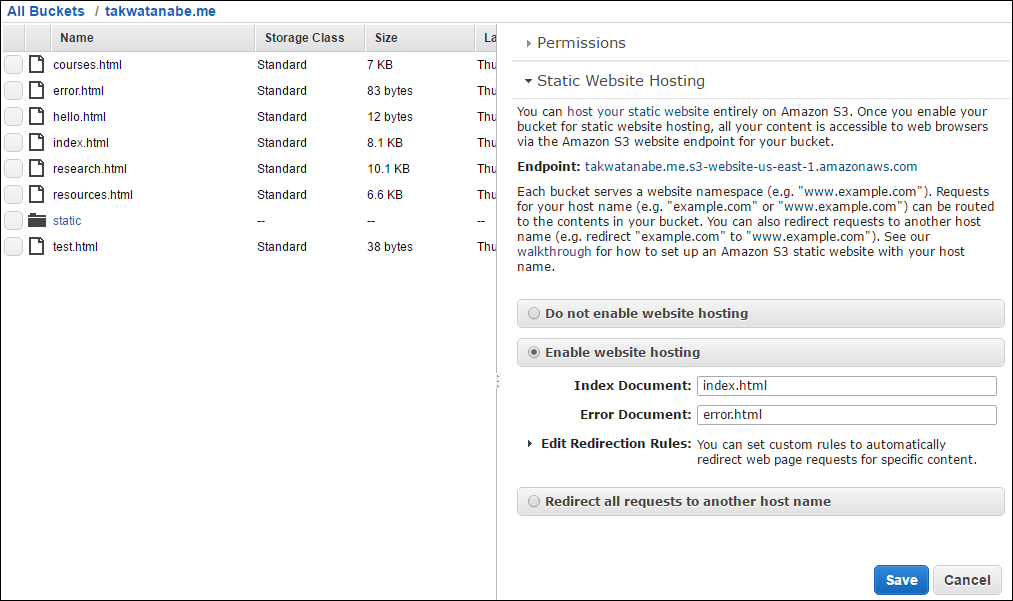 All Buckets / takwatanabe.me
Name Storage Class Size La
courses.html Standard 7 KB Thu
error.html Standard 83 bytes Thu
hello.html Standard 12 bytes Thu
index.html Standard 8.1 KB Thu
research.html Standard 10.1 KB Thu
resources.html Standard 6.6 KB Thu
static -- -- --
test.html Standard 38 bytes Thu
Permissions
Static Website Hosting
You can host your static website entirely on Amazon S3. Once you enable your
bucket for static website hosting, all your content is accessible to web browsers
via the Amazon S3 website endpoint for your bucket.
Endpoint: takwatanabe.me.s3-website-us-east-1.amazonaws.com
Each bucket serves a website namespace (e.g. "www.example.com"). Requests
for your host name (e.g. "example.com" or "www.example.com") can be routed
to the contents in your bucket. You can also redirect requests to another host
name (e.g. redirect "example.com" to "www.example.com"). See our
walkthrough for how to set up an Amazon S3 static website with your host
name.
Do not enable website hosting
Enable website hosting
Index Document: index.html
Error Document: error.html
Edit Redirection Rules: You can set custom rules to automatically
redirect web page requests for specific content.
Redirect all requests to another host name
Save Cancel